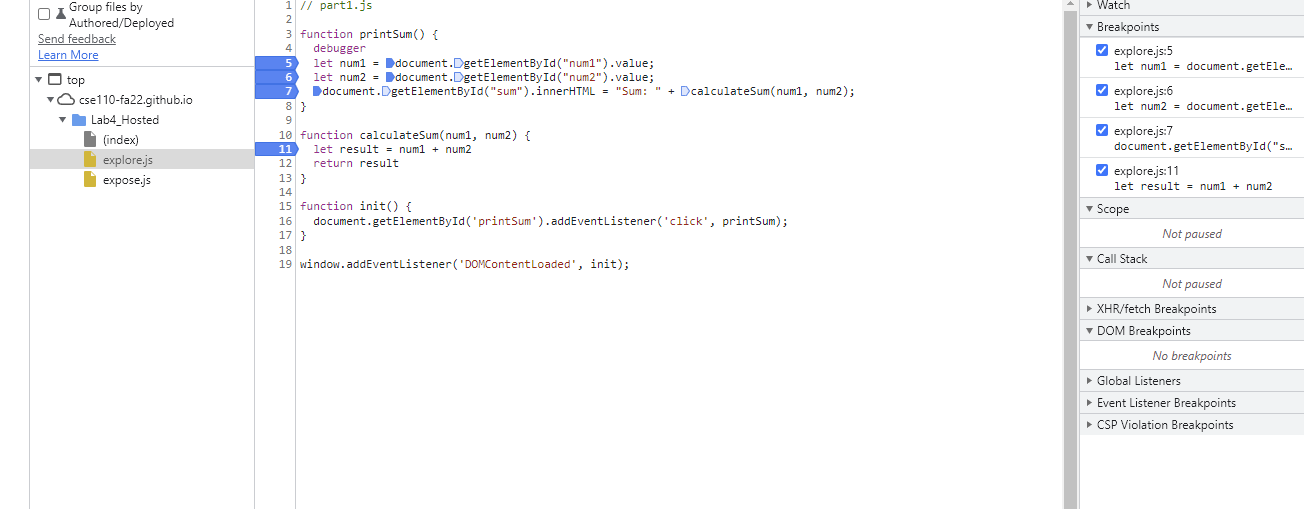 Group files by
Authored/Deployed
Send feedback
Learn More
top
cse110-fa22.github.io
Lab4_Hosted
(index)
explore.js
expose.js
1 // part1.js
2
3 function printSum() {
4 debugger
5 let num1 = document.getElementById("num1").value;
6 let num2 = document.getElementById("num2").value;
7 document.getElementById("sum").innerHTML = "Sum: " + calculateSum(num1, num2);
8 }
9
10 function calculateSum(num1, num2) {
11 let result = num1 + num2
12 return result
13 }
14
15 function init() {
16 document.getElementById('printSum').addEventListener('click', printSum);
17 }
18
19 window.addEventListener('DOMContentLoaded', init);
Watch
Breakpoints
explore.js:5
let num1 = document.getEle…
explore.js:6
let num2 = document.getEle…
explore.js:7
document.getElementById("s…
explore.js:11
let result = num1 + num2
Scope
Not paused
Call Stack
Not paused
XHR/fetch Breakpoints
DOM Breakpoints
No breakpoints
Global Listeners
Event Listener Breakpoints
CSP Violation Breakpoints